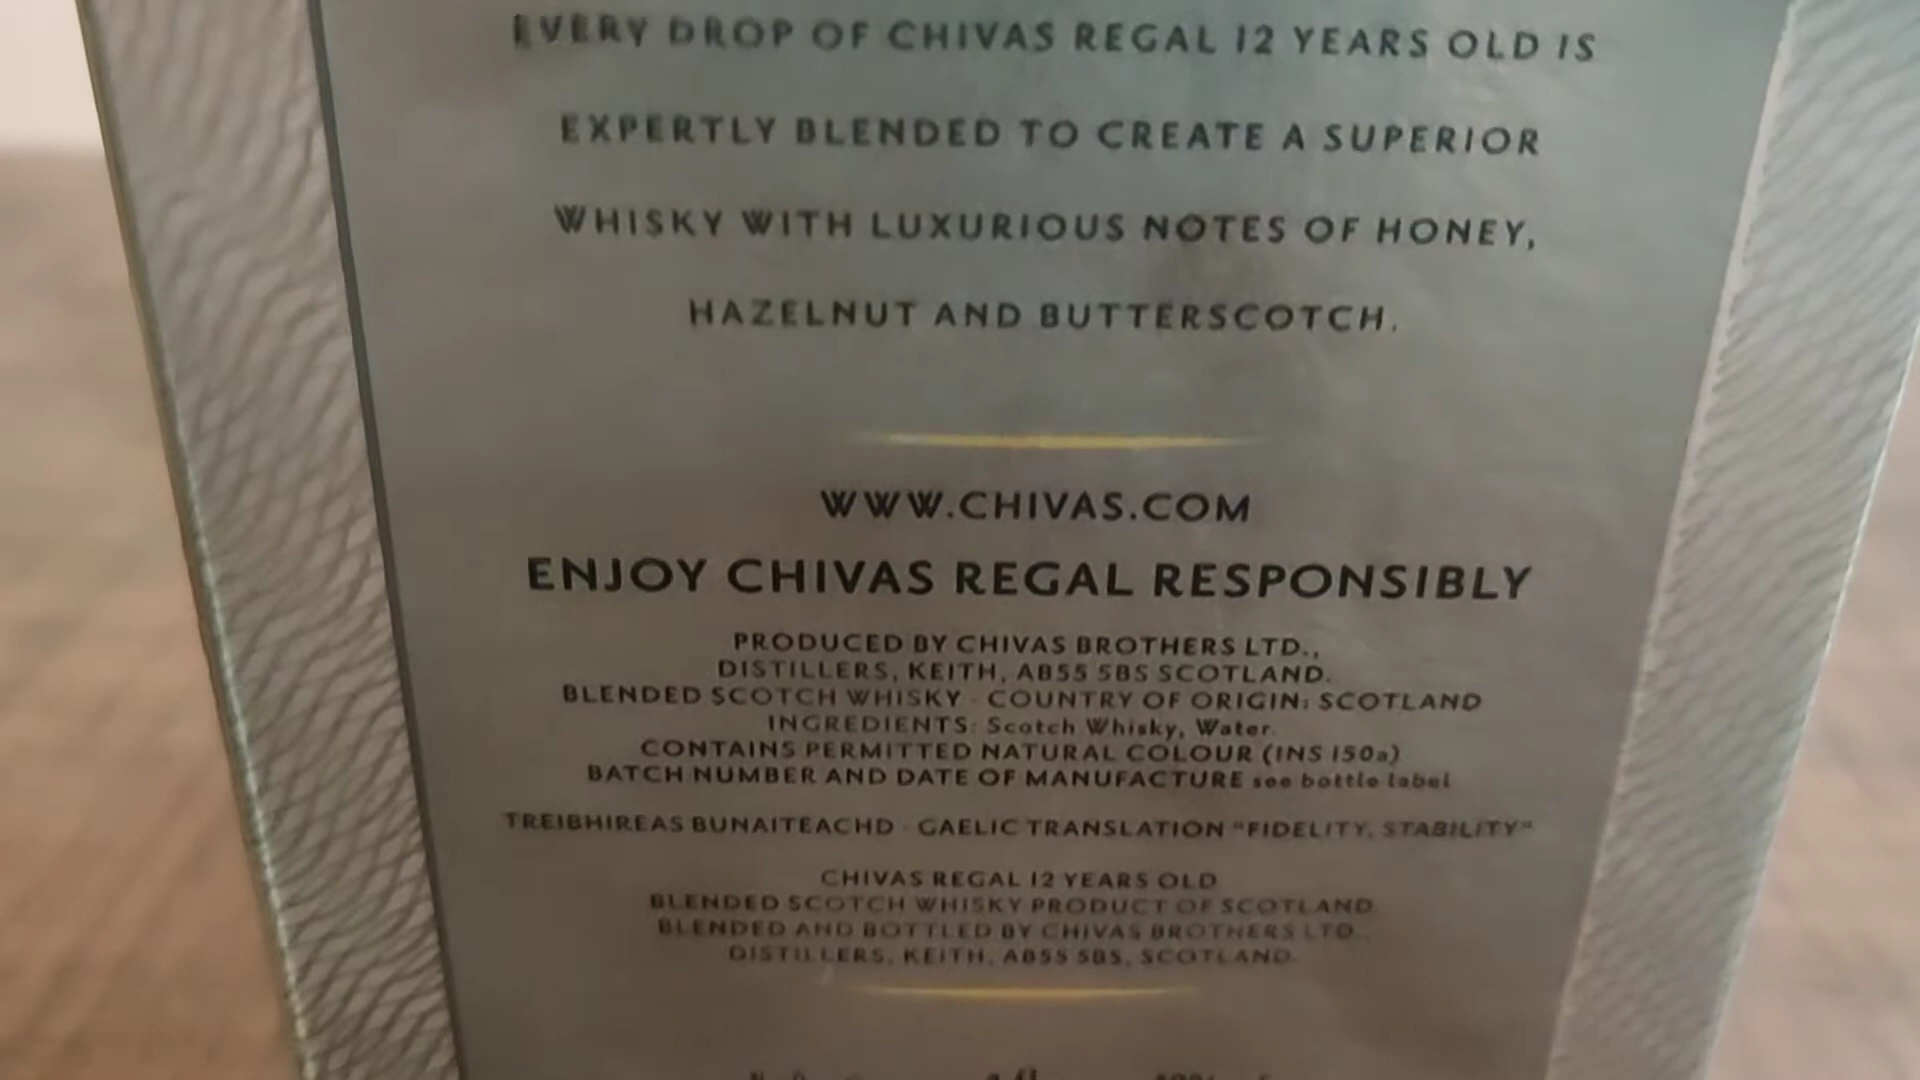 EVERY DROP OF CHIVAS REGAL 12 YEARS OLD IS
EXPERTLY BLENDED TO CREATE A SUPERIOR
WHISKY WITH LUXURIOUS NOTES OF HONEY,
HAZELNUT AND BUTTERSCOTCH.
WWW.CHIVAS.COM
ENJOY CHIVAS REGAL RESPONSIBLY
PRODUCED BY CHIVAS BROTHERS LTD.,
DISTILLERS, KEITH, AB55 5BS SCOTLAND.
BLENDED SCOTCH WHISKY - COUNTRY OF ORIGIN: SCOTLAND
INGREDIENTS: Scotch Whisky, Water.
CONTAINS PERMITTED NATURAL COLOUR (INS 150a)
BATCH NUMBER AND DATE OF MANUFACTURE see bottle label
TREIBHIREAS BUNAITEACHD - GAELIC TRANSLATION "FIDELITY, STABILITY"
CHIVAS REGAL 12 YEARS OLD
BLENDED SCOTCH WHISKY PRODUCT OF SCOTLAND.
BLENDED AND BOTTLED BY CHIVAS BROTHERS LTD.,
DISTILLERS, KEITH, AB55 5BS, SCOTLAND.